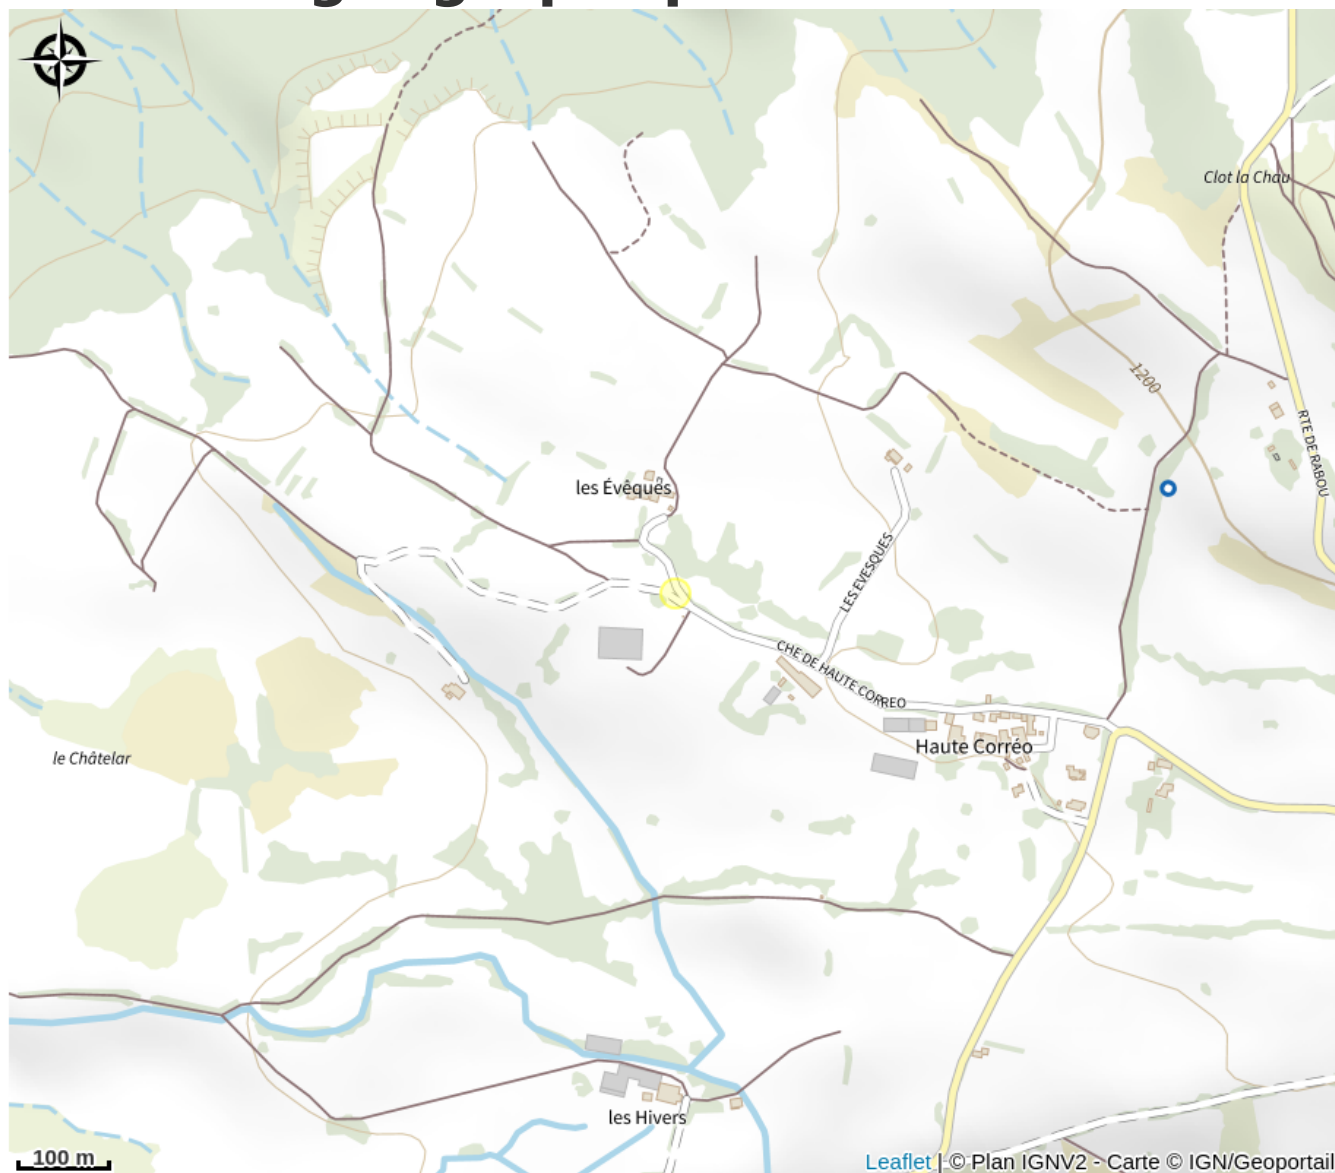 Clot la Chau
1200
RTE DE RABOU
les Évêques
LES EVESQUES
CHE DE HAUTE CORREO
Haute Corréo
le Châtelar
les Hivers
100 m
Leaflet | © Plan IGNV2 - Carte © IGN/Geoportail